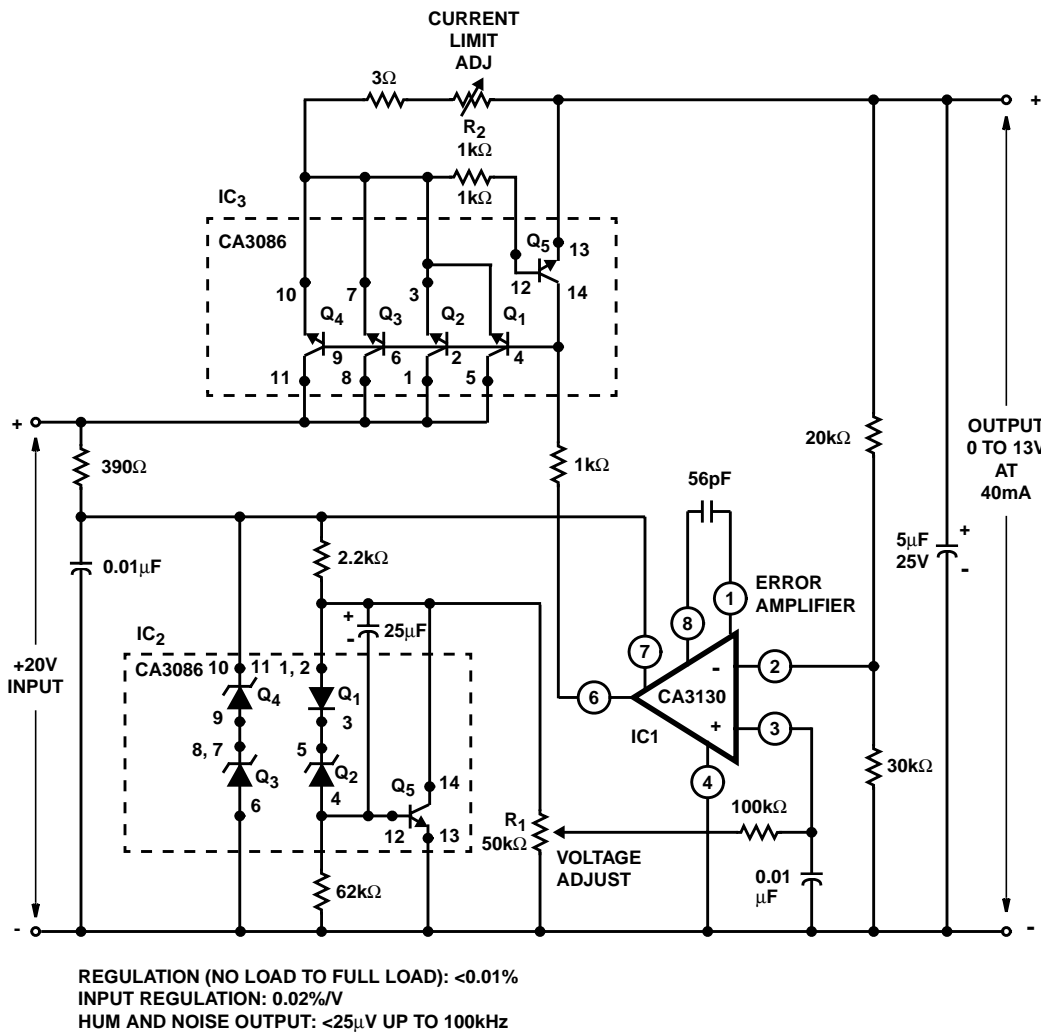 CURRENT
LIMIT
ADJ
3Ω
R2
1kΩ
+
1kΩ
IC3
CA3086
Q5
13
12
14
10
7
3
Q4
Q3
Q2
Q1
9
6
2
4
11
8
1
5
+
390Ω
1kΩ
20kΩ
OUTPUT
0 TO 13V
AT
40mA
56pF
0.01μF
2.2kΩ
5μF
25V
+
-
ERROR
AMPLIFIER
1
8
7
+
-
25μF
IC2
CA3086
+20V
INPUT
10
11
1, 2
Q4
Q1
9
3
8, 7
5
Q3
Q2
6
4
Q5
14
12
13
6
CA3130
-
+
2
3
4
IC1
30kΩ
R1
50kΩ
100kΩ
VOLTAGE
ADJUST
0.01
μF
62kΩ
-
-
REGULATION (NO LOAD TO FULL LOAD): <0.01%
INPUT REGULATION: 0.02%/V
HUM AND NOISE OUTPUT: <25μV UP TO 100kHz